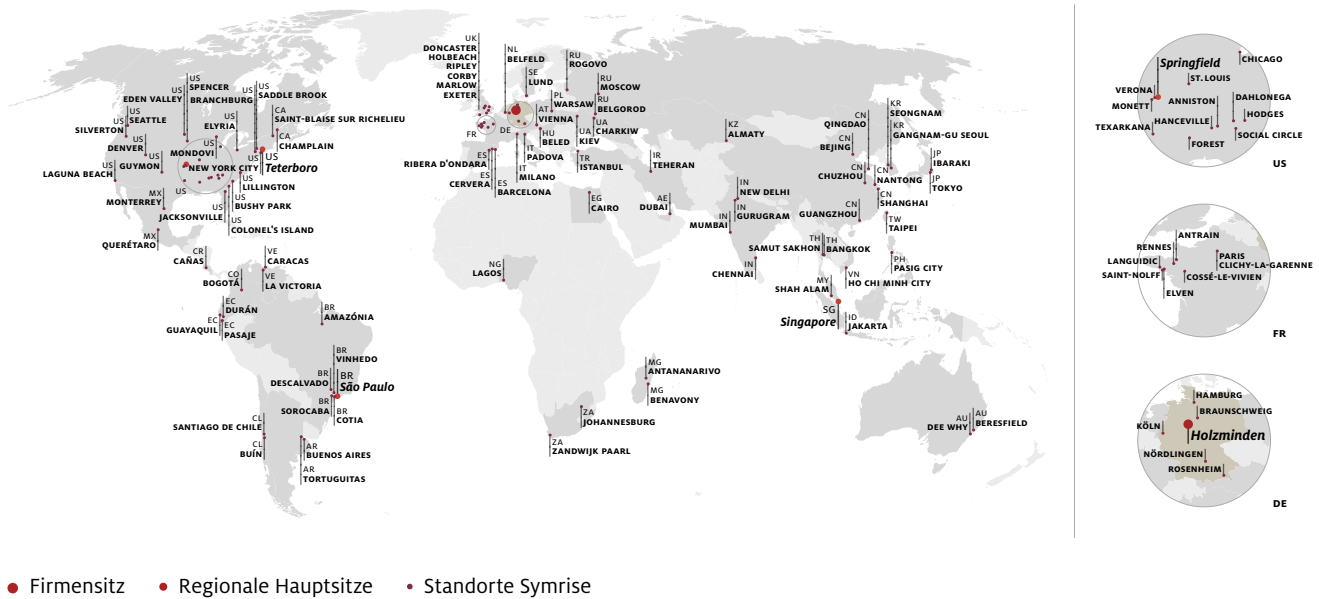 UK
DONCASTER
HOLBEACH
RIPLEY
CORBY
MARLOW
EXETER
NL
BELFELD
SE
LUND
RU
ROGOVO
RU
MOSCOW
PL
WARSAW
RU
BELGOROD
AT
VIENNA
UA
CHARKIW
UA
KIEV
HU
BELED
FR
DE
IT
PADOVA
IT
MILANO
TR
ISTANBUL
ES
RIBERA D'ONDARA
ES
CERVERA
ES
BARCELONA
US
SPENCER
US
EDEN VALLEY
US
BRANCHBURG
US
SADDLE BROOK
CA
SAINT-BLAISE SUR RICHELIEU
CA
CHAMPLAIN
US
SEATTLE
US
SILVERTON
US
ELYRIA
US
DENVER
US
MONDOVI
US
GUYMON
US
NEW YORK CITY
US
Teterboro
US
LAGUNA BEACH
US
LILLINGTON
US
MX
MONTERREY
US
BUSHY PARK
JACKSONVILLE
US
COLONEL'S ISLAND
MX
QUERÉTARO
CR
CAÑAS
VE
CARACAS
CO
BOGOTÁ
VE
LA VICTORIA
EC
DURÁN
EC
GUAYAQUIL
EC
PASAJE
BR
AMAZÓNIA
BR
VINHEDO
BR
DESCALVADO
BR
São Paulo
BR
SOROCABA
BR
COTIA
CL
SANTIAGO DE CHILE
CL
BUÍN
AR
BUENOS AIRES
AR
TORTUGUITAS
NG
LAGOS
EG
CAIRO
IR
TEHERAN
AE
DUBAI
KZ
ALMATY
IN
NEW DELHI
IN
GURUGRAM
IN
MUMBAI
IN
CHENNAI
MG
ANTANANARIVO
MG
BENAVONY
ZA
JOHANNESBURG
ZA
ZANDWIJK PAARL
KR
SEONGNAM
CN
QINGDAO
KR
GANGNAM-GU SEOUL
CN
BEJING
JP
IBARAKI
JP
TOKYO
CN
CHUZHOU
CN
NANTONG
CN
SHANGHAI
CN
GUANGZHOU
TW
TAIPEI
TH
SAMUT SAKHON
TH
BANGKOK
PH
PASIG CITY
VN
HO CHI MINH CITY
MY
SHAH ALAM
SG
Singapore
ID
JAKARTA
AU
DEE WHY
AU
BERESFIELD
Springfield
CHICAGO
ST.LOUIS
VERONA
MONETT
ANNISTON
DAHLONEGA
TEXARKANA
HANCEVILLE
HODGES
SOCIAL CIRCLE
FOREST
US
ANTRAIN
RENNES
PARIS
LANGUIDIC
CLICHY-LA-GARENNE
SAINT-NOLFF
COSSÉ-LE-VIVIEN
ELVEN
FR
HAMBURG
BRAUNSCHWEIG
KÖLN
Holzminden
NÖRDLINGEN
ROSENHEIM
DE
Firmensitz
Regionale Hauptsitze
Standorte Symrise